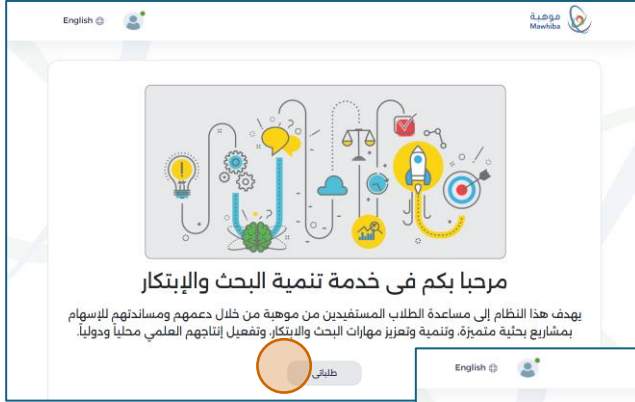 موهبة
Mawhiba
English
مرحبا بكم فى خدمة تنمية البحث والإبتكار
يهدف هذا النظام إلى مساعدة الطلاب المستفيدين من موهبة من خلال دعمهم ومساندتهم للإسهام
بمشاريع بحثية متميزة، وتنمية وتعزيز مهارات البحث والابتكار، وتفعيل إنتاجهم العلمي محلياً ودولياً.
طلباتى
English